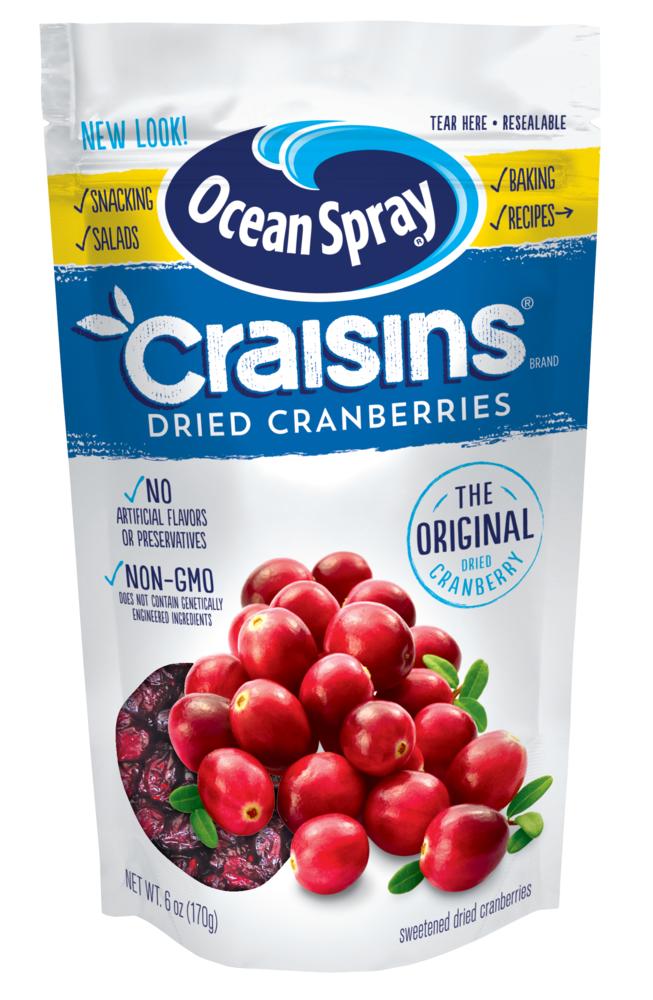 NEW LOOK!
TEAR HERE • RESEALABLE
✓SNACKING
✓SALADS
Ocean Spray®
✓BAKING
✓RECIPES→
Craisins®
BRAND
DRIED CRANBERRIES
✓NO
ARTIFICIAL FLAVORS
OR PRESERVATIVES
✓NON-GMO
DOES NOT CONTAIN GENETICALLY
ENGINEERED INGREDIENTS
THE
ORIGINAL
DRIED
CRANBERRY
NET WT. 6 oz (170g)
sweetened dried cranberries